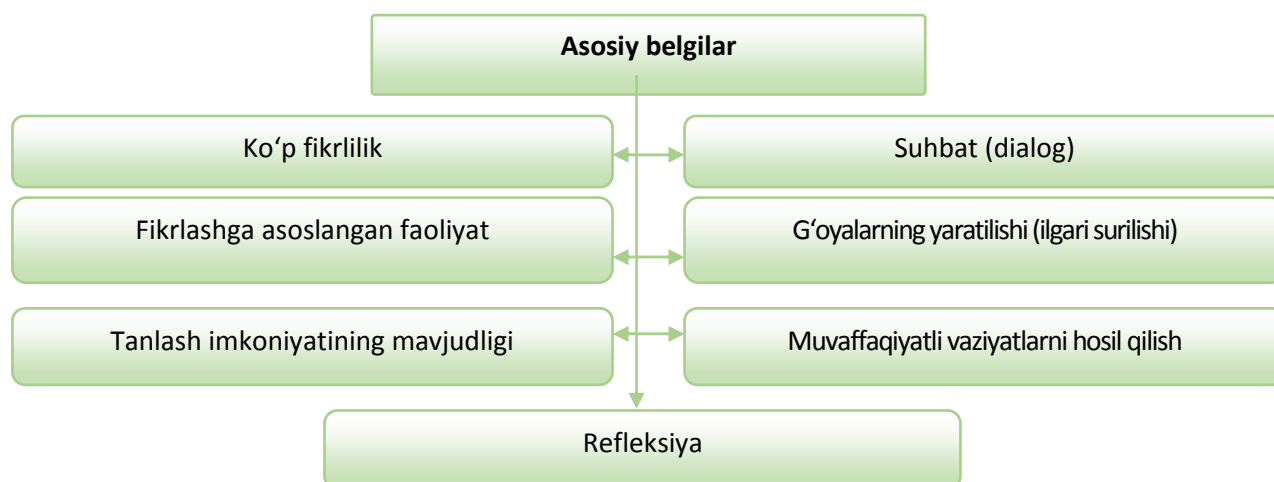 Asosiy belgilar
Ko‘p fikrlilik
Suhbat (dialog)
Fikrlashga asoslangan faoliyat
G‘oyalarning yaratilishi (ilgari surilishi)
Tanlash imkoniyatining mavjudligi
Muvaffaqiyatli vaziyatlarni hosil qilish
Refleksiya